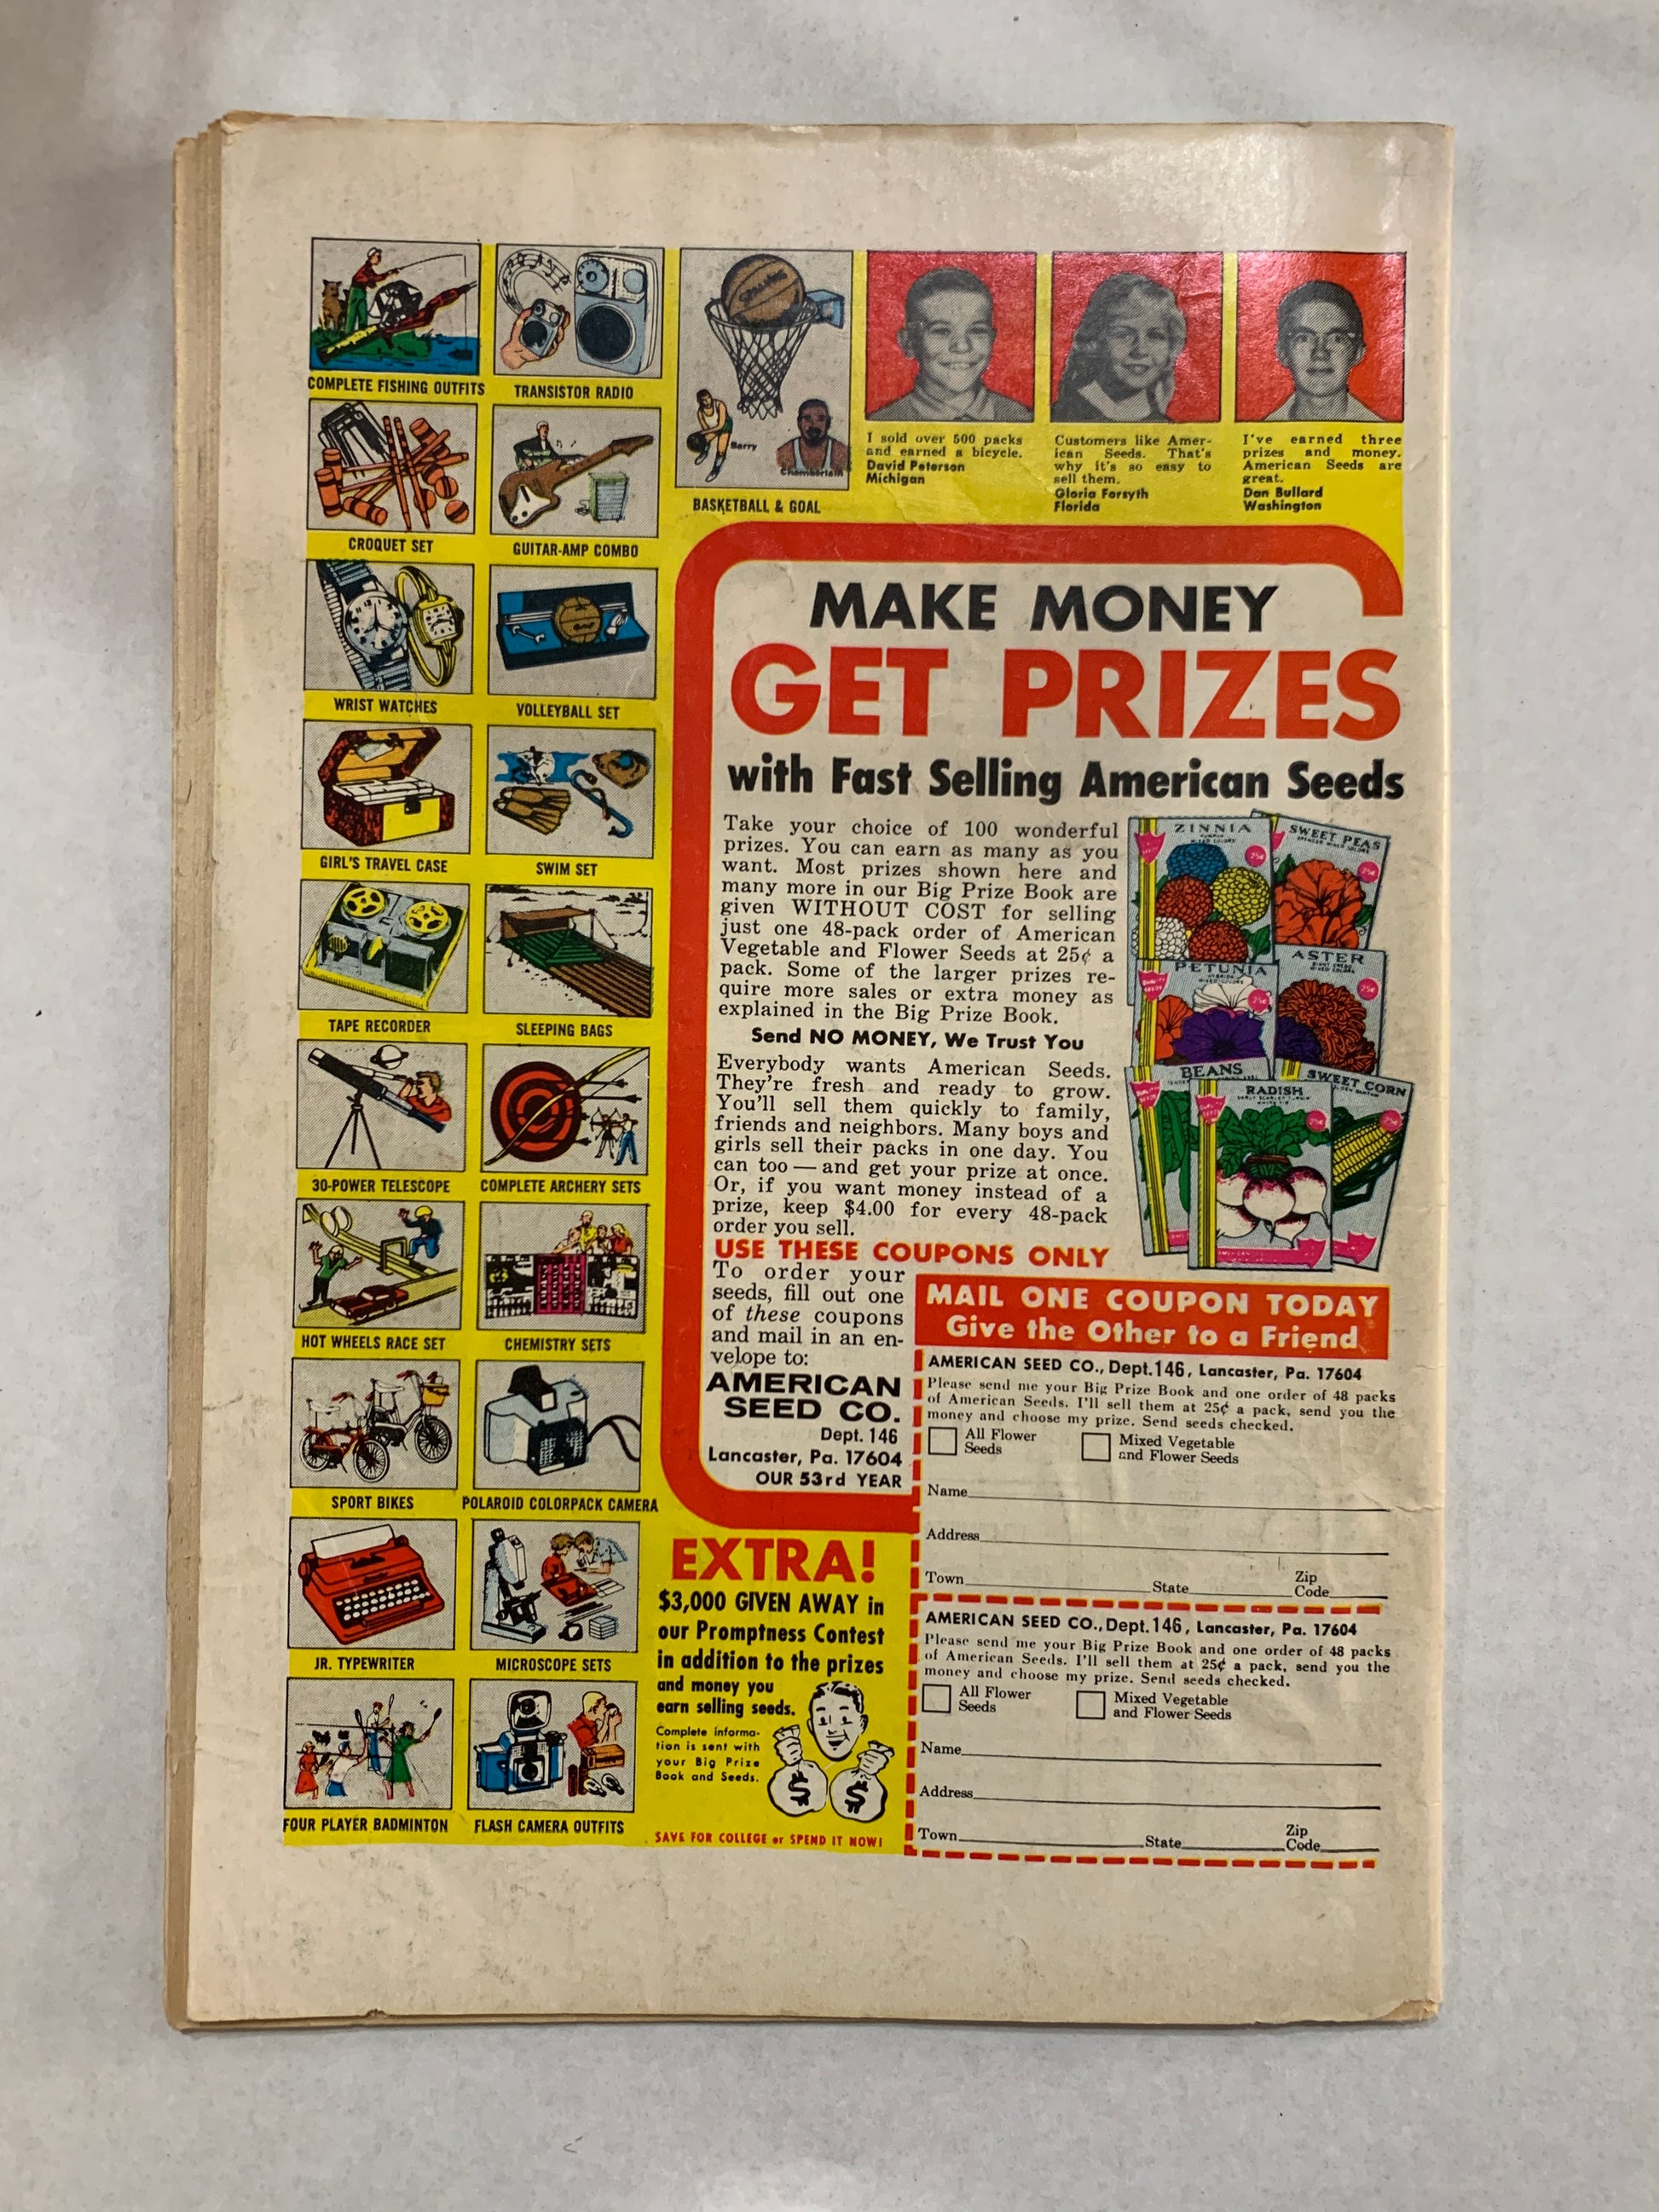 COMPLETE FISHING OUTFITS
TRANSISTOR RADIO
CROQUET SET
GUITAR-AMP COMBO
WRIST WATCHES
VOLLEYBALL SET
GIRL'S TRAVEL CASE
SWIM SET
TAPE RECORDER
SLEEPING BAGS
30-POWER TELESCOPE
COMPLETE ARCHERY SETS
HOT WHEELS RACE SET
CHEMISTRY SETS
SPORT BIKES
POLAROID COLORPACK CAMERA
JR. TYPEWRITER
MICROSCOPE SETS
FOUR PLAYER BADMINTON
FLASH CAMERA OUTFITS
Barry
Chamberlain
BASKETBALL & GOAL
I sold over 500 packs
and earned a bicycle.
David Peterson
Michigan
Customers like Amer-
ican Seeds. That's
why it's so easy to
sell them.
Gloria Forsyth
Florida
I've earned three
prizes and money.
American Seeds are
great.
Dan Bullard
Washington
MAKE MONEY
GET PRIZES
with Fast Selling American Seeds
Take your choice of 100 wonderful
prizes. You can earn as many as you
want. Most prizes shown here and
many more in our Big Prize Book are
given WITHOUT COST for selling
just one 48-pack order of American
Vegetable and Flower Seeds at 25¢ a
pack. Some of the larger prizes re-
quire more sales or extra money as
explained in the Big Prize Book.
Send NO MONEY, We Trust You
Everybody wants American Seeds.
They're fresh and ready to grow.
You'll sell them quickly to family,
friends and neighbors. Many boys and
girls sell their packs in one day. You
can too — and get your prize at once.
Or, if you want money instead of a
prize, keep $4.00 for every 48-pack
order you sell.
ZINNIA
MIXED COLORS
25¢
SWEET PEAS
SPENCER MIXED COLORS
25¢
PETUNIA
MIXED COLORS
25¢
ASTER
MIXED COLORS
25¢
BEANS
RADISH
25¢
SWEET CORN
25¢
USE THESE COUPONS ONLY
To order your
seeds, fill out one
of these coupons
and mail in an en-
velope to:
AMERICAN
SEED CO.
Dept. 146
Lancaster, Pa. 17604
OUR 53rd YEAR
EXTRA!
$3,000 GIVEN AWAY in
our Promptness Contest
in addition to the prizes
and money you
earn selling seeds.
Complete informa-
tion is sent with
your Big Prize
Book and Seeds.
$ $
SAVE FOR COLLEGE or SPEND IT NOW!
MAIL ONE COUPON TODAY
Give the Other to a Friend
AMERICAN SEED CO., Dept. 146, Lancaster, Pa. 17604
Please send me your Big Prize Book and one order of 48 packs
of American Seeds. I'll sell them at 25¢ a pack, send you the
money and choose my prize. Send seeds checked.
All Flower
Seeds
Mixed Vegetable
and Flower Seeds
Name
Address
Town State Zip
Code
AMERICAN SEED CO., Dept. 146, Lancaster, Pa. 17604
Please send me your Big Prize Book and one order of 48 packs
of American Seeds. I'll sell them at 25¢ a pack, send you the
money and choose my prize. Send seeds checked.
All Flower
Seeds
Mixed Vegetable
and Flower Seeds
Name
Address
Town State Zip
Code